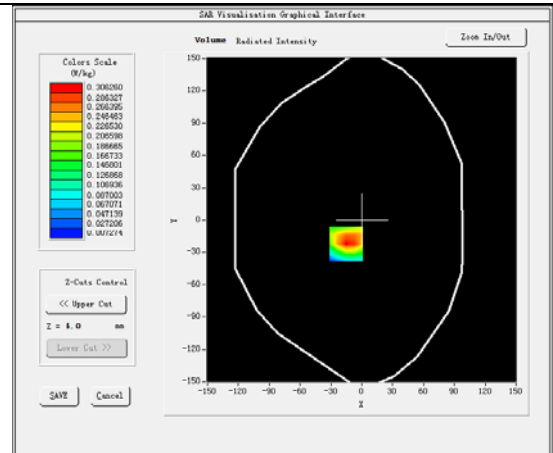 SAR Visualisation Graphical Interface
Volume Radiated Intensity
Zoom In/Out
Colors Scale
(W/kg)
0.306260
0.286327
0.266395
0.246463
0.226530
0.206598
0.186665
0.166733
0.146801
0.126868
0.106936
0.087003
0.067071
0.047139
0.027206
0.007274
150
120
90
60
30
0
-30
-60
-90
-120
-150
Y
-150 -120 -90 -60 -30 0 30 60 90 120 150
X
Z-Cuts Control
<< Upper Cut
Z = 4.0 mm
Lower Cut >>
SAVE Cancel